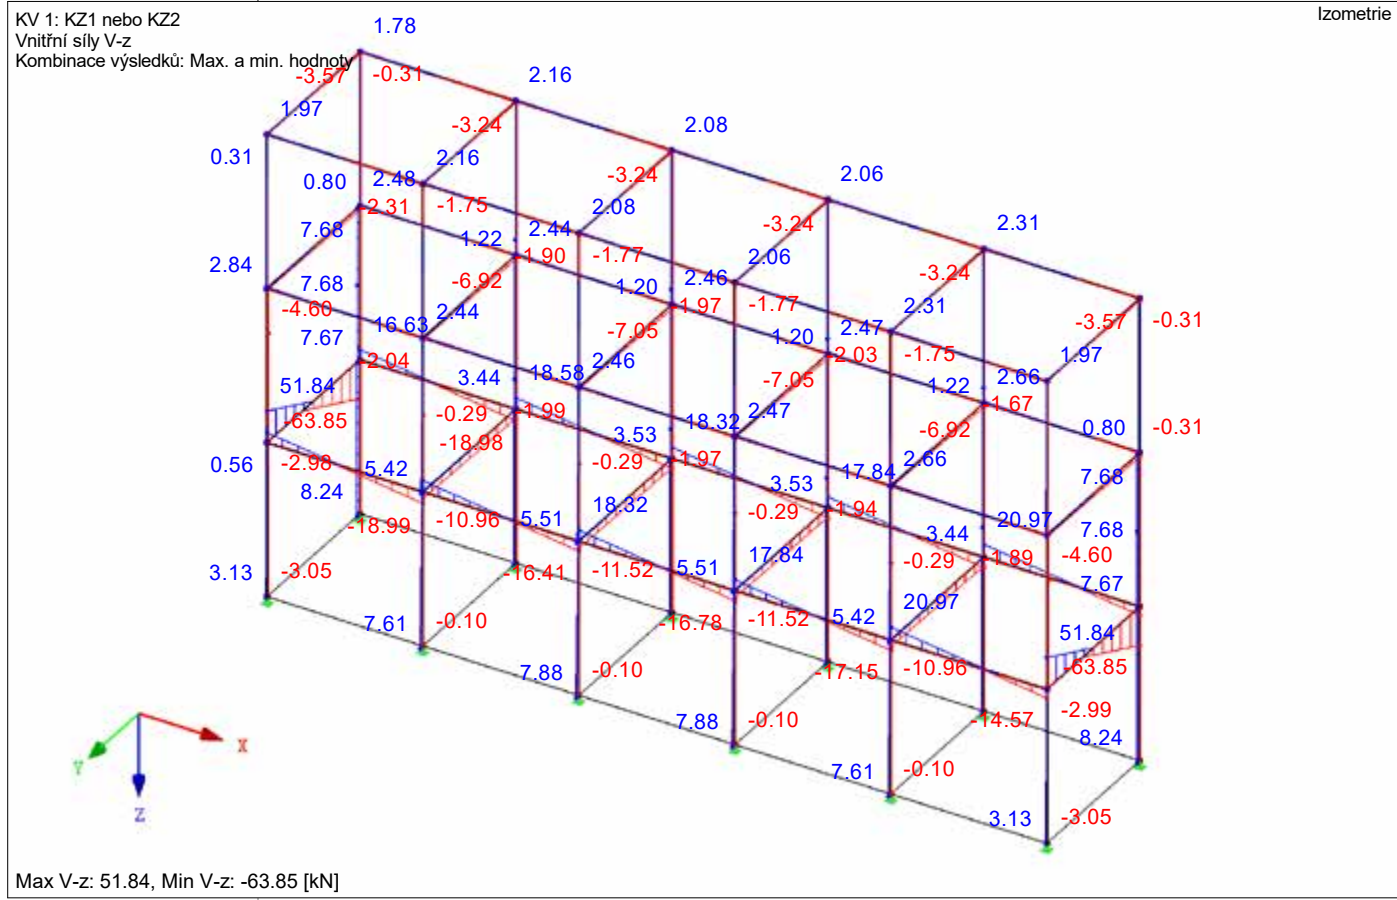 KV 1: KZ1 nebo KZ2
Izometrie
Vnitřní síly V-z
Kombinace výsledků: Max. a min. hodnoty
1.78
-3.57 -0.31 2.16
1.97 -3.24 2.08
0.31 2.16 -3.24 2.06
0.80 2.48 -1.75 2.08 -3.24 2.31
-2.31 7.68 1.22 2.44 -1.77 2.06 -3.24
2.84 7.68 -6.92 -1.90 1.20 2.46 -1.77 2.31 -3.57 -0.31
-4.60 16.63 2.44 -7.05 -1.97 1.20 2.47 -1.75 1.97
7.67 -2.04 3.44 18.58 2.46 -7.05 -2.03 1.22 2.66
51.84 -63.85 -0.29 -1.99 18.32 2.47 -6.92 -1.67 0.80 -0.31
-18.98 3.53 -0.29 -1.97 17.84 2.66 7.68
0.56 -2.98 5.42 8.24 18.32 3.53 -0.29 -1.94 20.97 7.68
-18.99 -10.96 5.51 17.84 3.44 -0.29 -1.89 -4.60
3.13 -3.05 -16.41 -11.52 5.51 20.97 7.67
7.61 -0.10 -16.78 -11.52 5.42 51.84
7.88 -0.10 -17.15 -10.96 -63.85
7.88 -0.10 -14.57 -2.99 8.24
7.61 -0.10
3.13 -3.05
X
Y
Z
Max V-z: 51.84, Min V-z: -63.85 [kN]